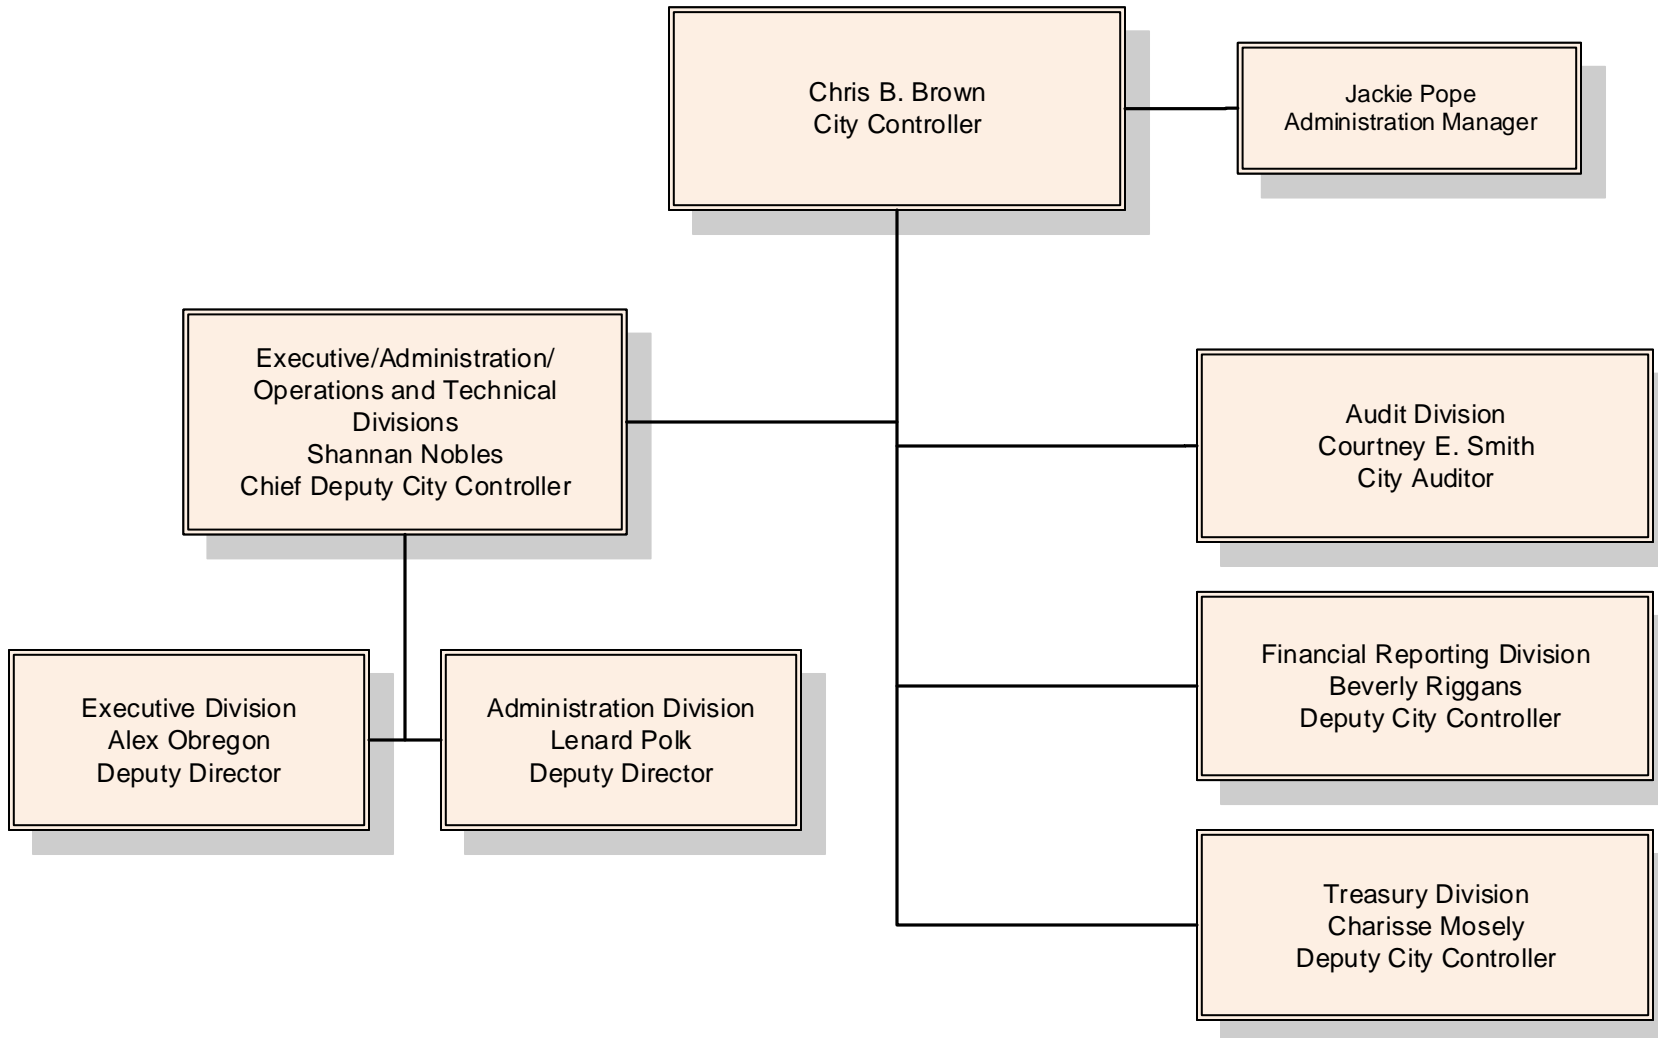 Chris B. Brown
City Controller
Jackie Pope
Administration Manager
Executive/Administration/
Operations and Technical
Divisions
Shannan Nobles
Chief Deputy City Controller
Audit Division
Courtney E. Smith
City Auditor
Executive Division
Alex Obregon
Deputy Director
Administration Division
Lenard Polk
Deputy Director
Financial Reporting Division
Beverly Riggans
Deputy City Controller
Treasury Division
Charisse Mosely
Deputy City Controller